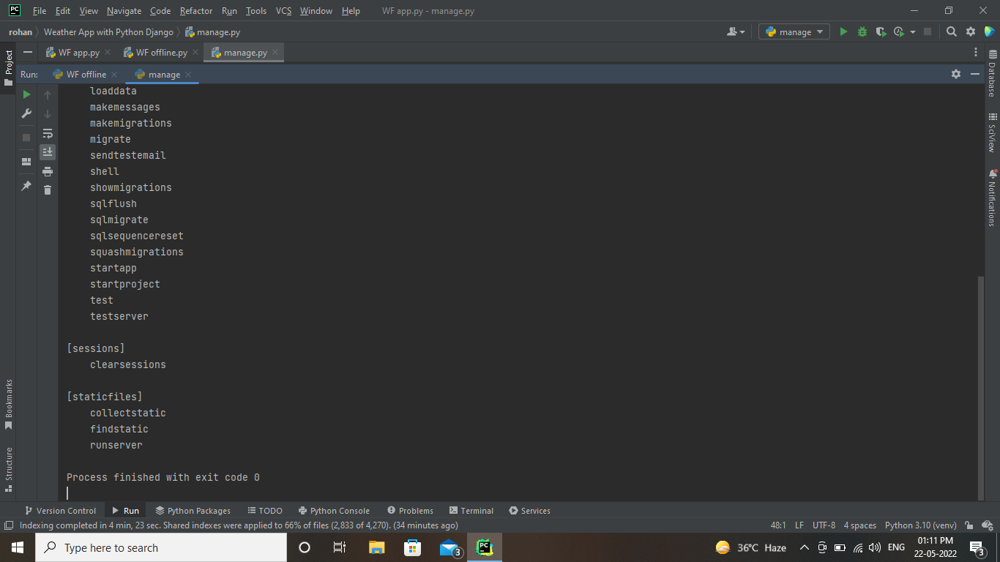 PC File Edit View Navigate Code Refactor Run Tools VCS Window Help WF app.py - manage.py
rohan Weather App with Python Django manage.py manage
WF app.py WF offline.py manage.py
Project
Run: WF offline manage
loaddata
makemessages
makemigrations
migrate
sendtestemail
shell
showmigrations
sqlflush
sqlmigrate
sqlsequencereset
squashmigrations
startapp
startproject
test
testserver
[sessions]
clearsessions
[staticfiles]
collectstatic
findstatic
runserver
Process finished with exit code 0
Bookmarks
Structure
Database
SciView
Notifications
Version Control Run Python Packages TODO Python Console Problems Terminal Services
Indexing completed in 4 min, 23 sec. Shared indexes were applied to 66% of files (2,833 of 4,270). (34 minutes ago) 48:1 LF UTF-8 4 spaces Python 3.10 (venv)
Type here to search 3 PC 36°C Haze ENG 01:11 PM
22-05-2022 3